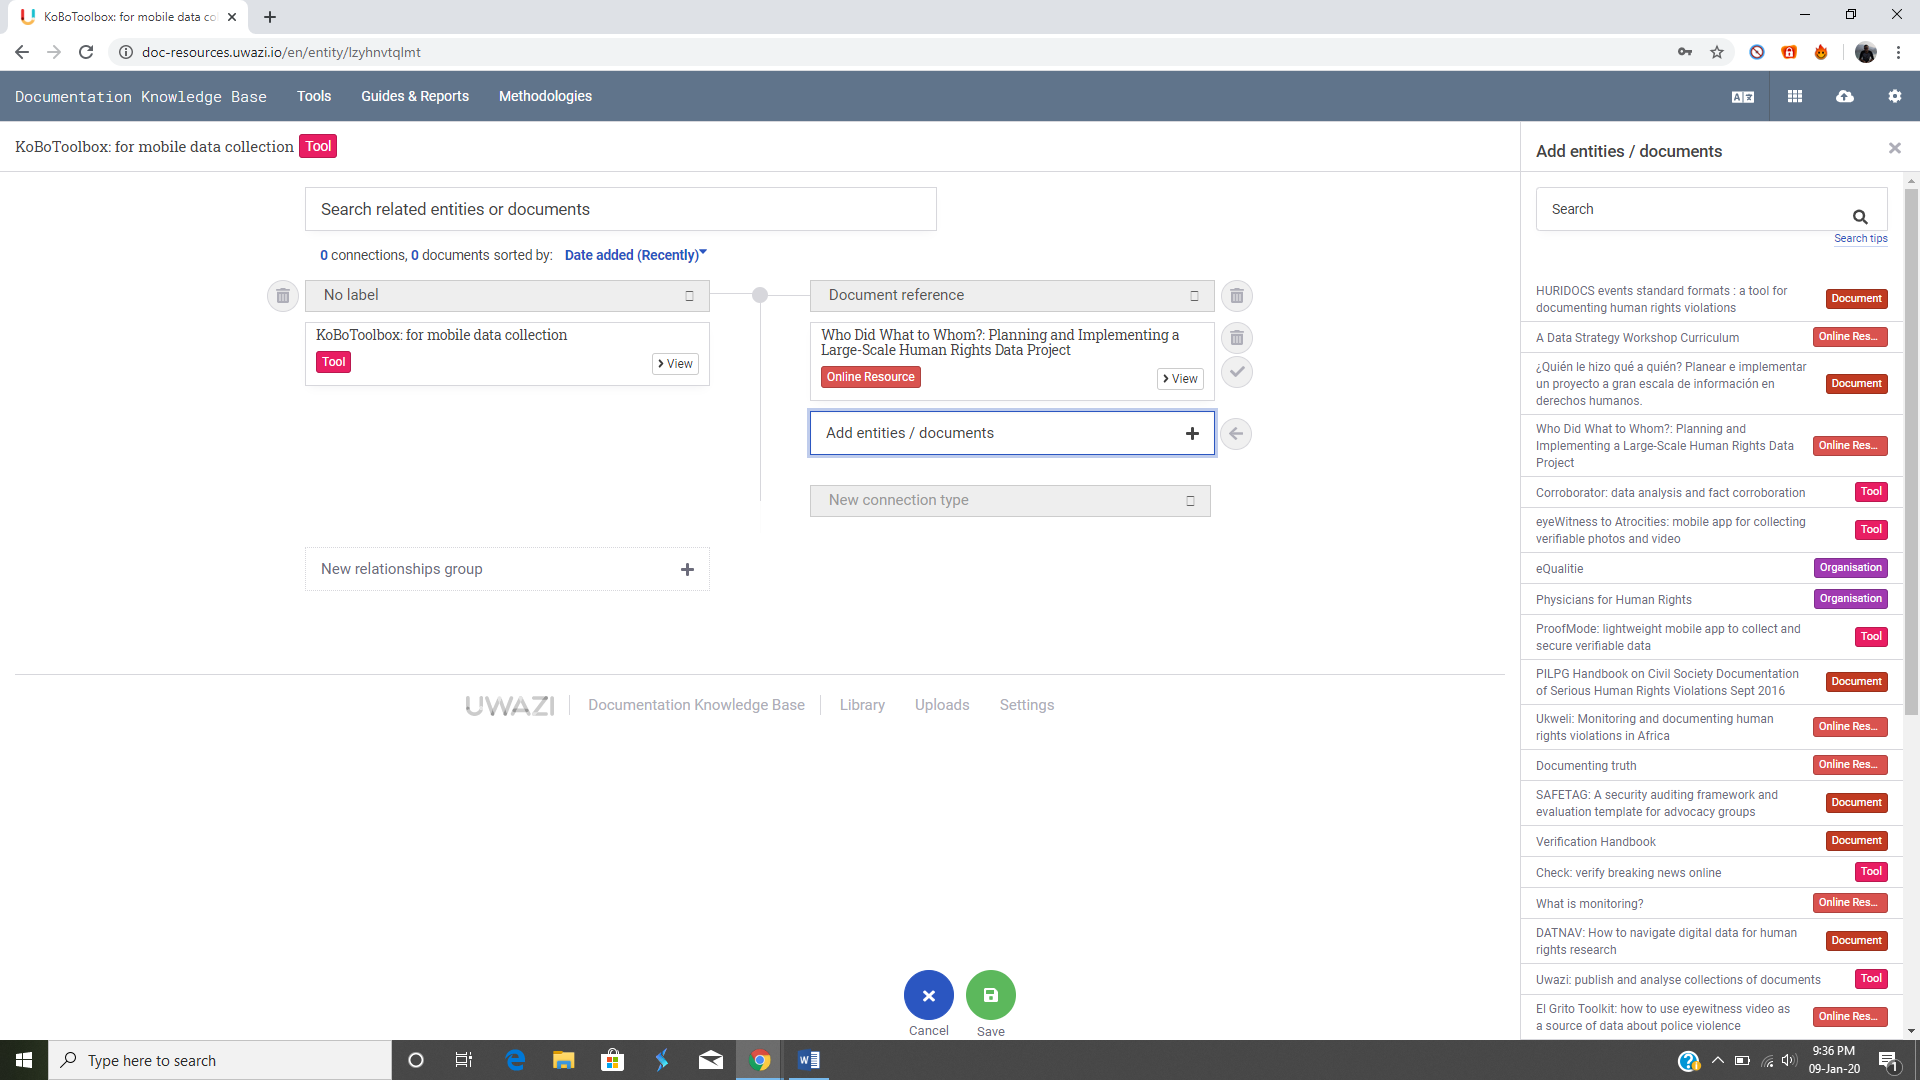 KoBoToolbox: for mobile data co
doc-resources.uwazi.io/en/entity/lzyhnvtqlmt
Documentation Knowledge Base
Tools
Guides & Reports
Methodologies
KoBoToolbox: for mobile data collection
Tool
Search related entities or documents
0 connections, 0 documents sorted by: Date added (Recently)
No label
KoBoToolbox: for mobile data collection
Tool
View
Document reference
Who Did What to Whom?: Planning and Implementing a
Large-Scale Human Rights Data Project
Online Resource
View
Add entities / documents
New connection type
New relationships group
UWAZI
Documentation Knowledge Base
Library
Uploads
Settings
Cancel
Save
Add entities / documents
Search
Search tips
HURIDOCS events standard formats : a tool for
documenting human rights violations
Document
A Data Strategy Workshop Curriculum
Online Res...
¿Quién le hizo qué a quién? Planear e implementar
un proyecto a gran escala de información en
derechos humanos.
Document
Who Did What to Whom?: Planning and
Implementing a Large-Scale Human Rights Data
Project
Online Res...
Corroborator: data analysis and fact corroboration
Tool
eyeWitness to Atrocities: mobile app for collecting
verifiable photos and video
Tool
eQualitie
Organisation
Physicians for Human Rights
Organisation
ProofMode: lightweight mobile app to collect and
secure verifiable data
Tool
PILPG Handbook on Civil Society Documentation
of Serious Human Rights Violations Sept 2016
Document
Ukweli: Monitoring and documenting human
rights violations in Africa
Online Res...
Documenting truth
Online Res...
SAFETAG: A security auditing framework and
evaluation template for advocacy groups
Document
Verification Handbook
Document
Check: verify breaking news online
Tool
What is monitoring?
Online Res...
DATNAV: How to navigate digital data for human
rights research
Document
Uwazi: publish and analyse collections of documents
Tool
El Grito Toolkit: how to use eyewitness video as
a source of data about police violence
Online Res...
Type here to search
9:36 PM
09-Jan-20
1